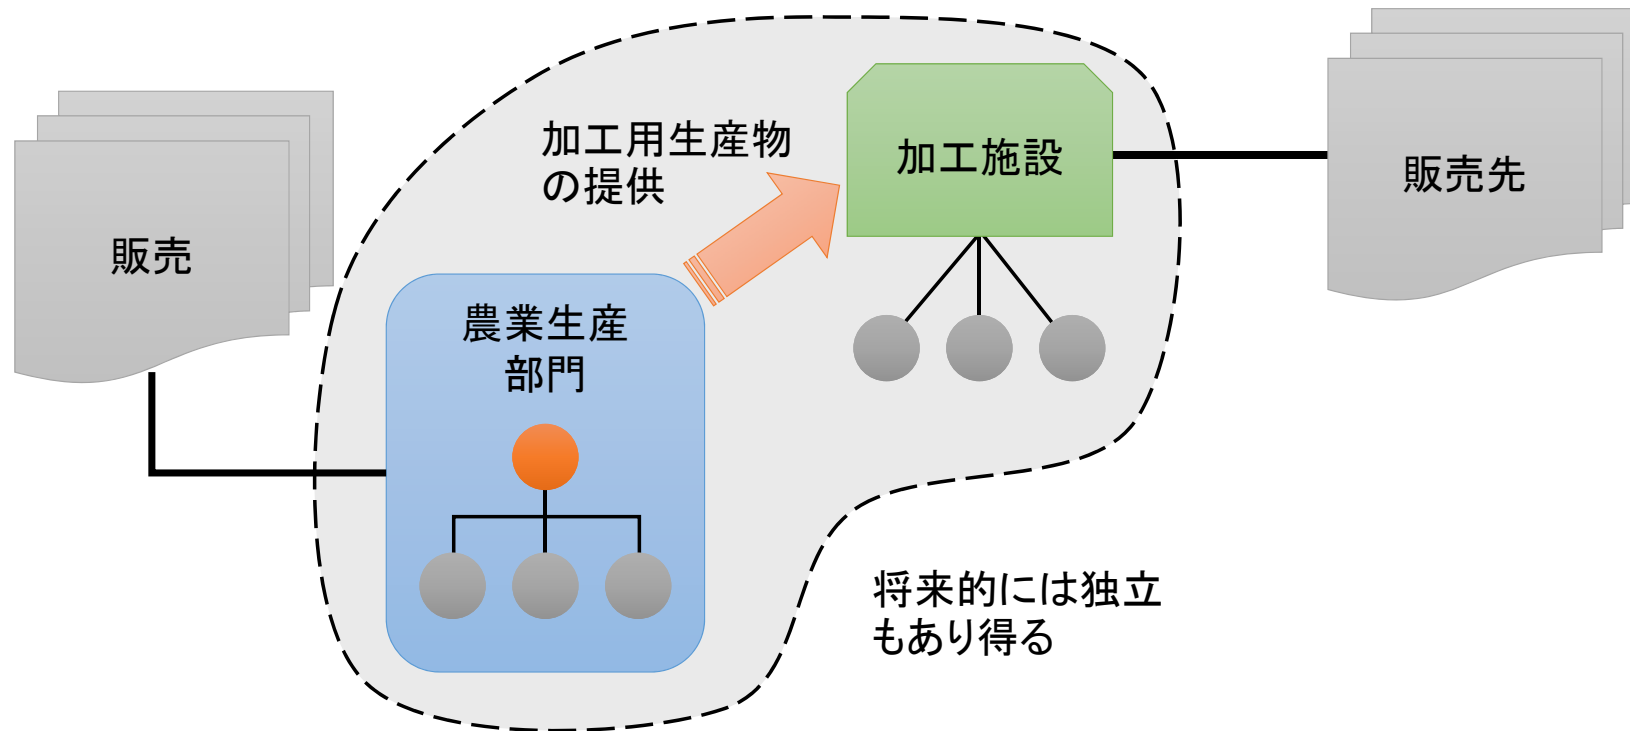 加工用生産物
の提供
加工施設
販売先
販売
農業生産
部門
将来的には独立
もあり得る